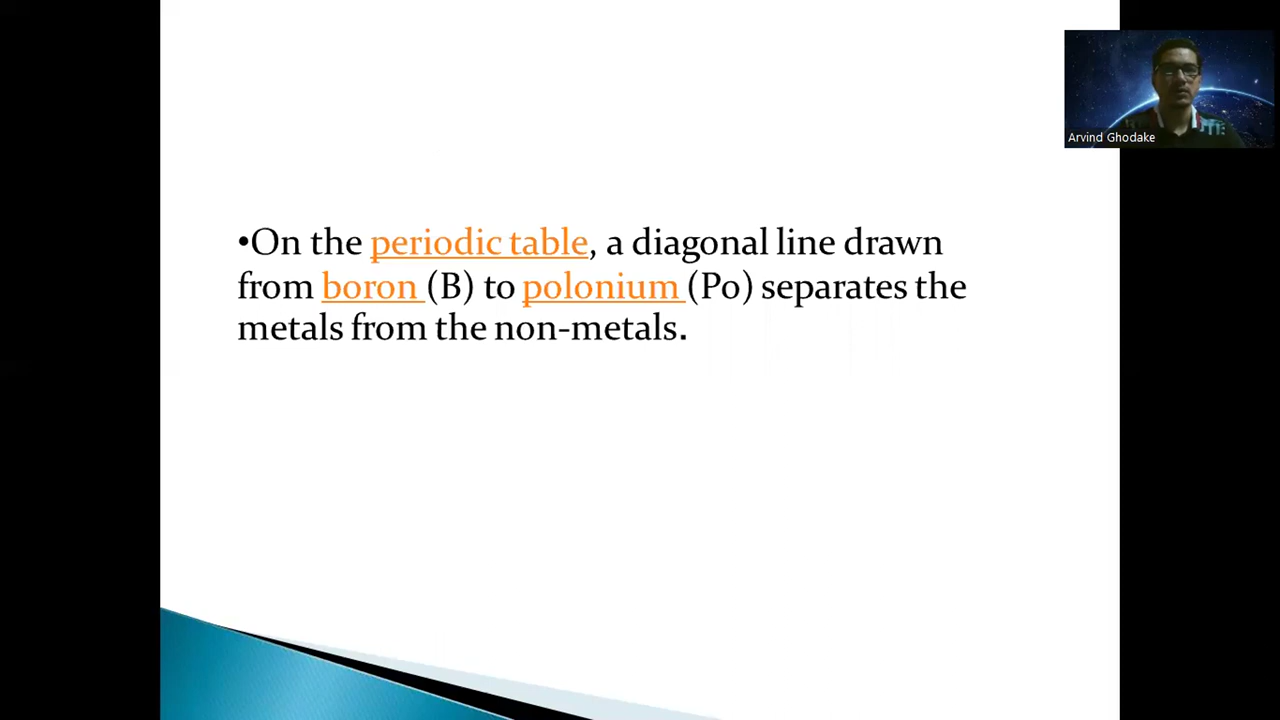 •On the periodic table, a diagonal line drawn
from boron (B) to polonium (Po) separates the
metals from the non-metals.
Arvind Ghodake